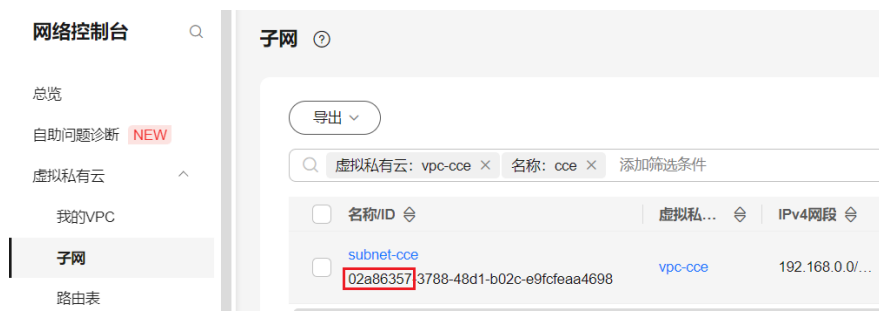 网络控制台
总览
自助问题诊断 NEW
虚拟私有云
我的VPC
子网
路由表
子网
导出
虚拟私有云：vpc-cce × 名称：cce × 添加筛选条件
名称/ID 虚拟私... IPv4网段
subnet-cce
02a86357-3788-48d1-b02c-e9fcfeaa4698
vpc-cce
192.168.0.0/...